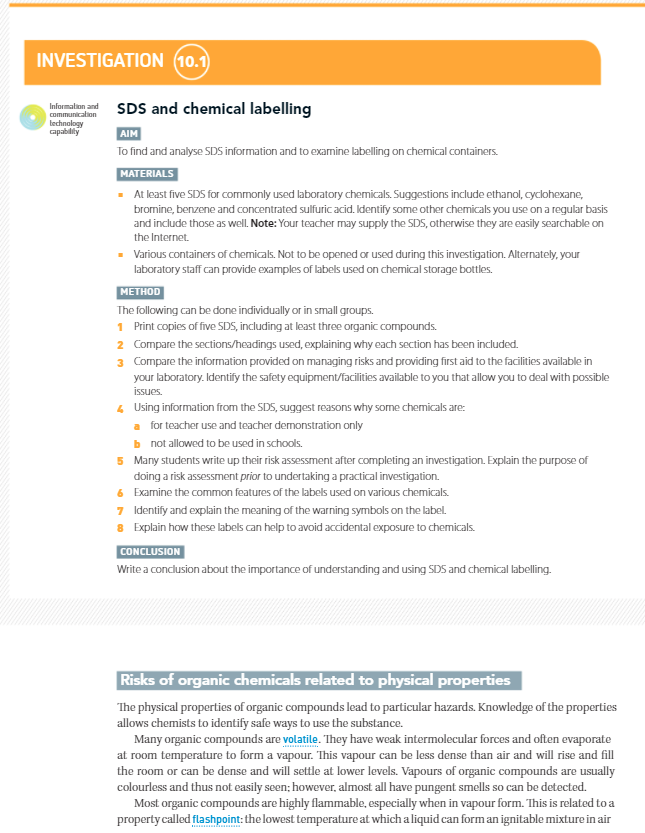 INVESTIGATION 10.1
Information and
communication
technology
capability
SDS and chemical labelling
AIM
To find and analyse SDS information and to examine labelling on chemical containers.
MATERIALS
▪ At least five SDS for commonly used laboratory chemicals. Suggestions include ethanol, cyclohexane,
bromine, benzene and concentrated sulfuric acid. Identify some other chemicals you use on a regular basis
and include those as well. Note: Your teacher may supply the SDS, otherwise they are easily searchable on
the Internet.
▪ Various containers of chemicals. Not to be opened or used during this investigation. Alternately, your
laboratory staff can provide examples of labels used on chemical storage bottles.
METHOD
The following can be done individually or in small groups.
1 Print copies of five SDS, including at least three organic compounds.
2 Compare the sections/headings used, explaining why each section has been included.
3 Compare the information provided on managing risks and providing first aid to the facilities available in
your laboratory. Identify the safety equipment/facilities available to you that allow you to deal with possible
issues.
4 Using information from the SDS, suggest reasons why some chemicals are:
a for teacher use and teacher demonstration only
b not allowed to be used in schools.
5 Many students write up their risk assessment after completing an investigation. Explain the purpose of
doing a risk assessment prior to undertaking a practical investigation.
6 Examine the common features of the labels used on various chemicals.
7 Identify and explain the meaning of the warning symbols on the label.
8 Explain how these labels can help to avoid accidental exposure to chemicals.
CONCLUSION
Write a conclusion about the importance of understanding and using SDS and chemical labelling.
Risks of organic chemicals related to physical properties
The physical properties of organic compounds lead to particular hazards. Knowledge of the properties
allows chemists to identify safe ways to use the substance.
Many organic compounds are volatile. They have weak intermolecular forces and often evaporate
at room temperature to form a vapour. This vapour can be less dense than air and will rise and fill
the room or can be dense and will settle at lower levels. Vapours of organic compounds are usually
colourless and thus not easily seen; however, almost all have pungent smells so can be detected.
Most organic compounds are highly flammable, especially when in vapour form. This is related to a
property called flashpoint: the lowest temperature at which a liquid can form an ignitable mixture in air